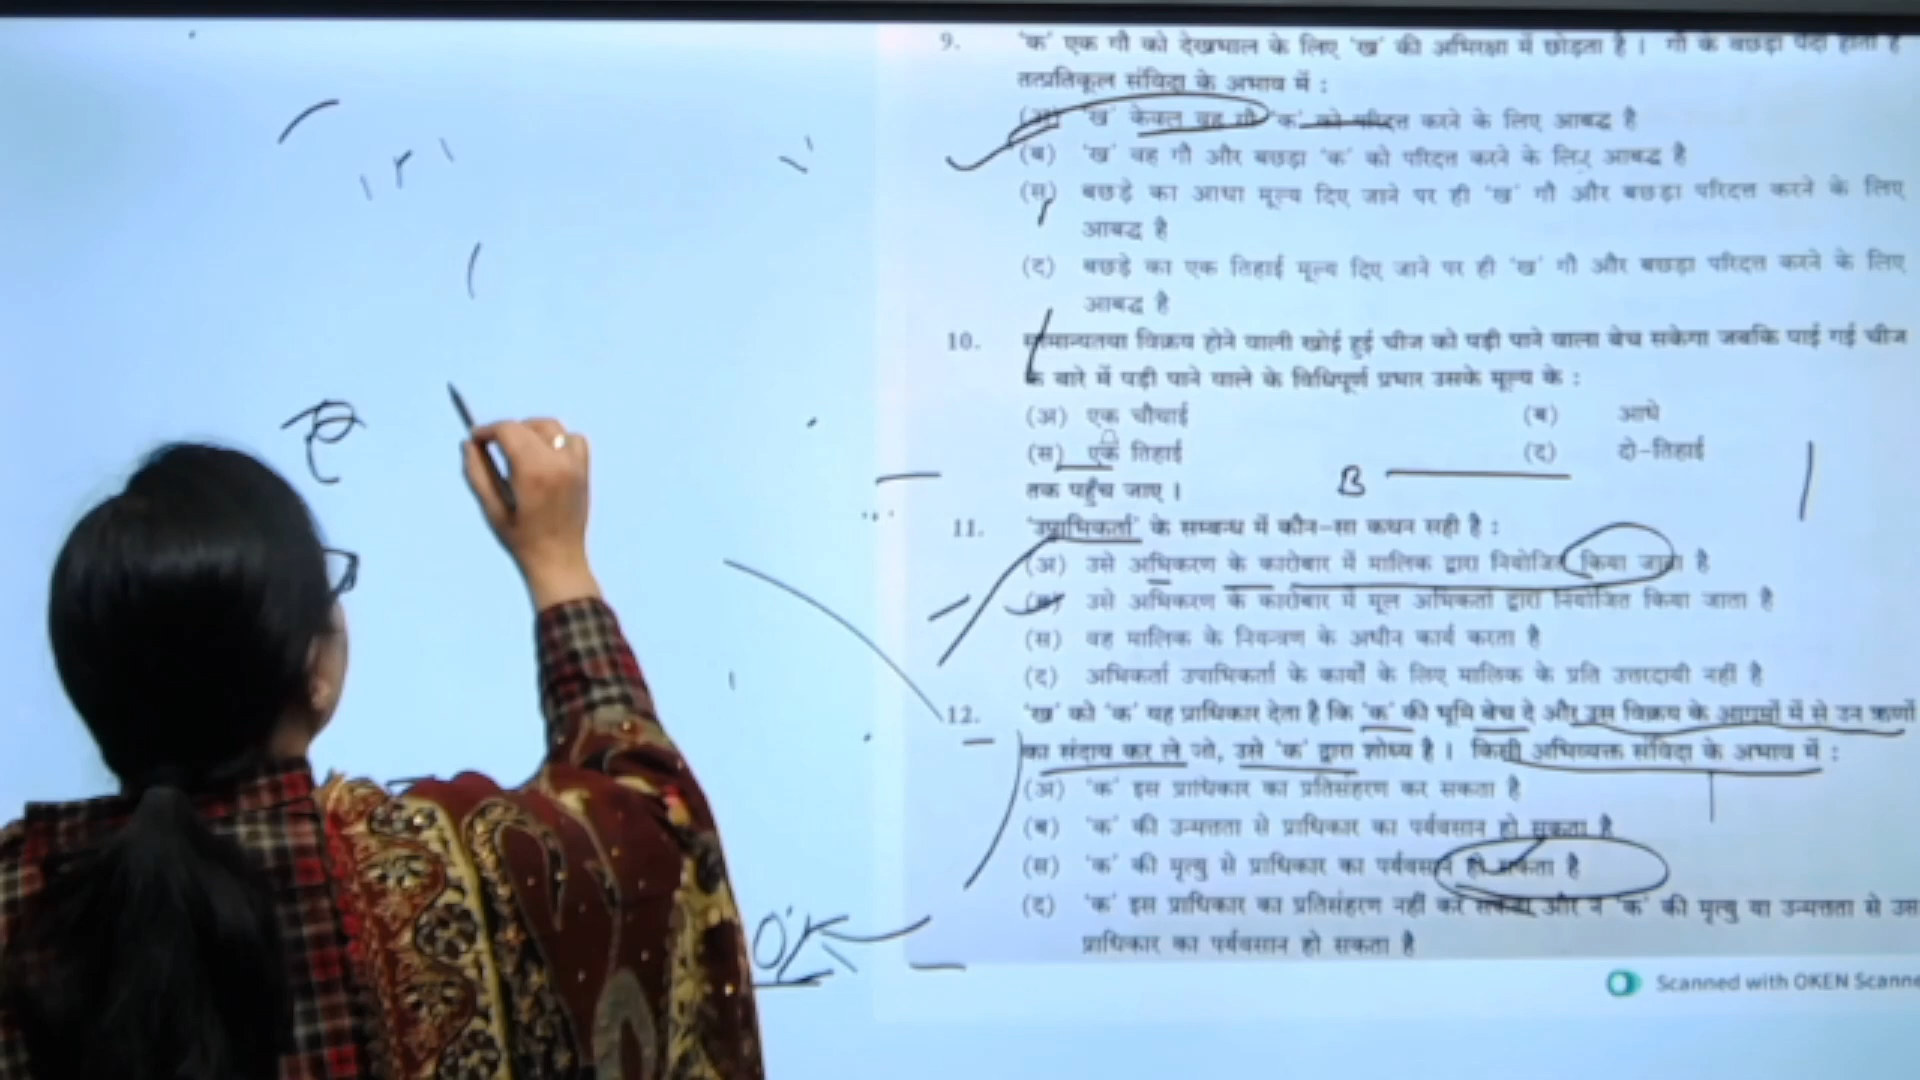 9. 'क' एक गौ को देखभाल के लिए 'ख' की अभिरक्षा में छोड़ता है। गौ के बछड़ा पैदा होता है
तत्प्रतिकूल संविदा के अभाव में :
(अ) 'ख' केवल वह गौ 'क' को परिदत्त करने के लिए आबद्ध है
(ब) 'ख' वह गौ और बछड़ा 'क' को परिदत्त करने के लिए आबद्ध है
(स) बछड़े का आधा मूल्य दिए जाने पर ही 'ख' गौ और बछड़ा परिदत्त करने के लिए
आबद्ध है
(द) बछड़े का एक तिहाई मूल्य दिए जाने पर ही 'ख' गौ और बछड़ा परिदत्त करने के लिए
आबद्ध है
10. सामान्यतया विक्रय होने वाली खोई हुई चीज को पड़ी पाने वाला बेच सकेगा जबकि पाई गई चीज
के बारे में पड़ी पाने वाले के विधिपूर्ण प्रभार उसके मूल्य के :
(अ) एक चौथाई (ब) आधे
(स) एक तिहाई (द) दो-तिहाई
B
तक पहुँच जाए।
11. 'उपाभिकर्ता' के सम्बन्ध में कौन-सा कथन सही है :
(अ) उसे अभिकरण के कारोबार में मालिक द्वारा नियोजित किया जाता है
(ब) उसे अभिकरण के कारोबार में मूल अभिकर्ता द्वारा नियोजित किया जाता है
(स) वह मालिक के नियन्त्रण के अधीन कार्य करता है
(द) अभिकर्ता उपाभिकर्ता के कार्यों के लिए मालिक के प्रति उत्तरदायी नहीं है
12. 'ख' को 'क' यह प्राधिकार देता है कि 'क' की भूमि बेच दे और उस विक्रय के आगमों में से उन ऋणों
का संदाय कर ले जो, उसे 'क' द्वारा शोध्य है। किसी अभिव्यक्त संविदा के अभाव में :
(अ) 'क' इस प्राधिकार का प्रतिसंहरण कर सकता है
(ब) 'क' की उन्मत्तता से प्राधिकार का पर्यवसान हो सकता है
(स) 'क' की मृत्यु से प्राधिकार का पर्यवसान हो सकता है
(द) 'क' इस प्राधिकार का प्रतिसंहरण नहीं कर सकता और न 'क' की मृत्यु या उन्मत्तता से उस
प्राधिकार का पर्यवसान हो सकता है
Scanned with OKEN